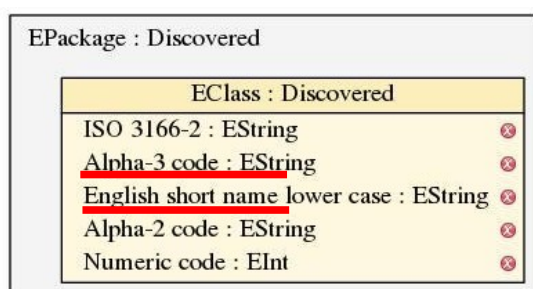 EPackage : Discovered
EClass : Discovered
ISO 3166-2 : EString
Alpha-3 code : EString
English short name lower case : EString
Alpha-2 code : EString
Numeric code : EInt